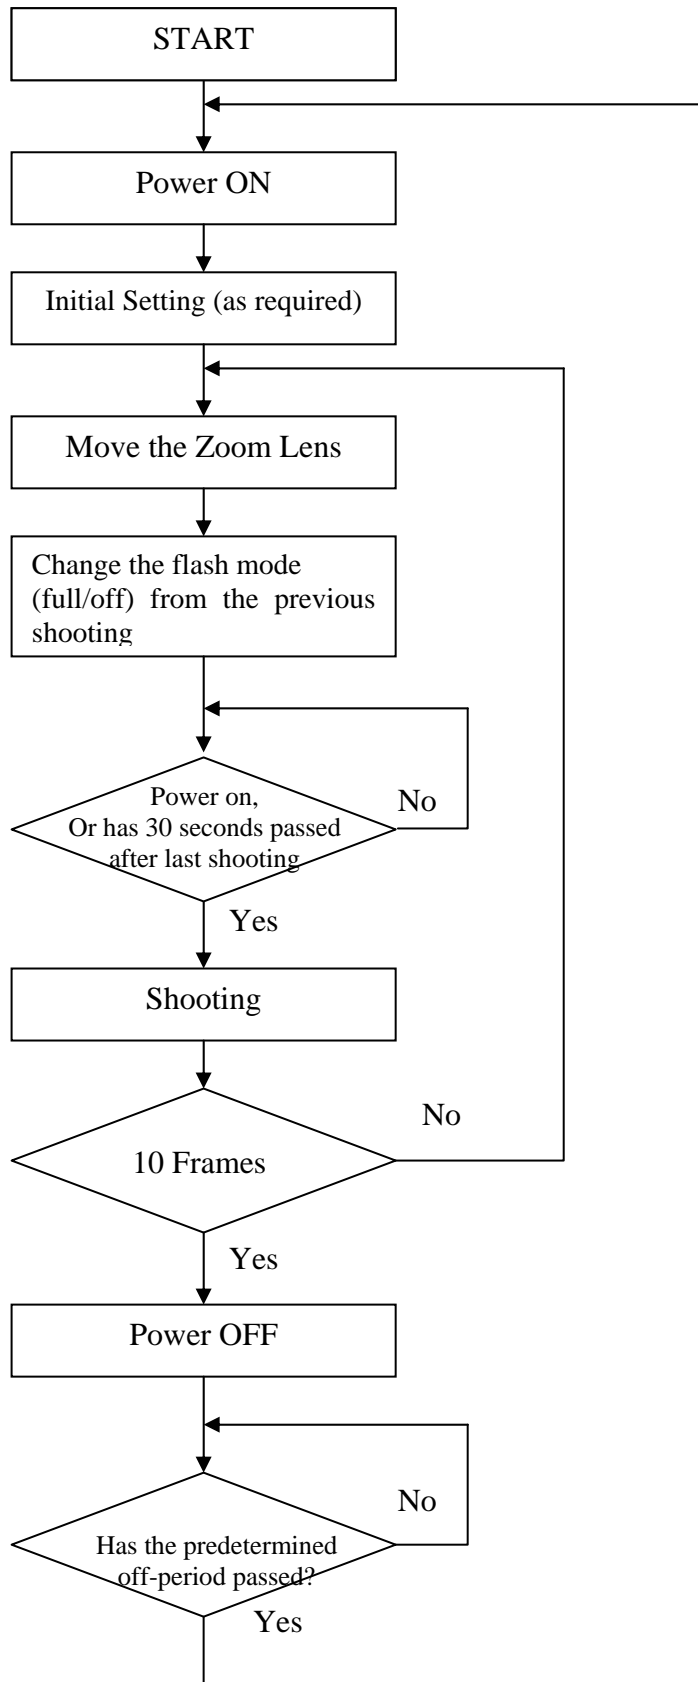 START
Power ON
Initial Setting (as required)
Move the Zoom Lens
Change the flash mode
(full/off) from the previous
shooting
Power on,
Or has 30 seconds passed
after last shooting
No
Yes
Shooting
10 Frames
No
Yes
Power OFF
Has the predetermined
off-period passed?
No
Yes